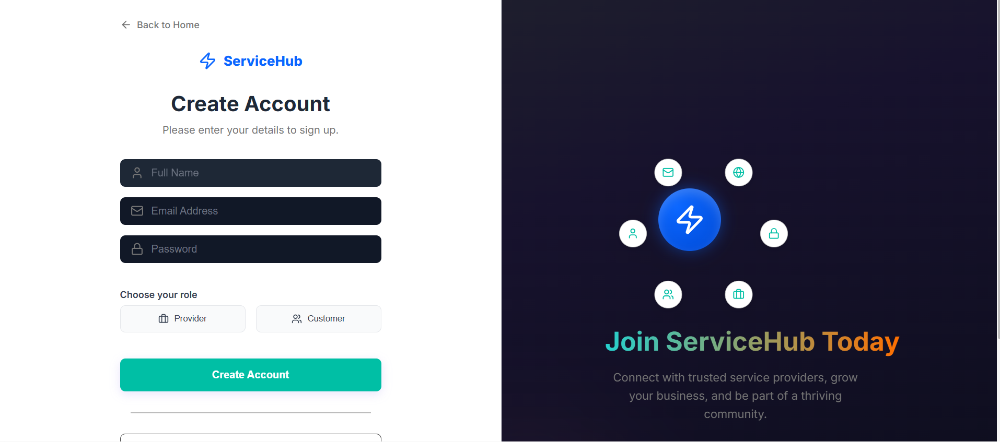 Back to Home
ServiceHub
Create Account
Please enter your details to sign up.
Full Name
Email Address
Password
Choose your role
Provider
Customer
Create Account
Join ServiceHub Today
Connect with trusted service providers, grow
your business, and be part of a thriving
community.